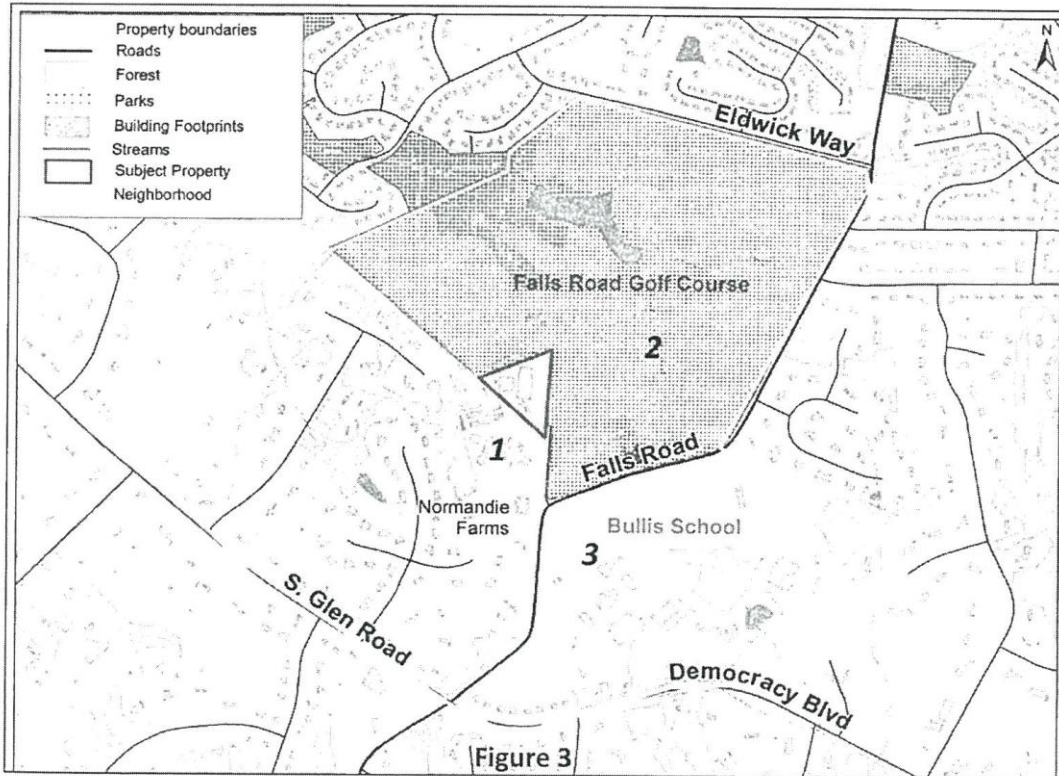 Property boundaries
Roads
Forest
Parks
Building Footprints
Streams
Subject Property
Neighborhood
N
Eldwick Way
Falls Road Golf Course
2
1
Falls Road
Normandie
Farms
Bullis School
3
S. Glen Road
Democracy Blvd
Figure 3